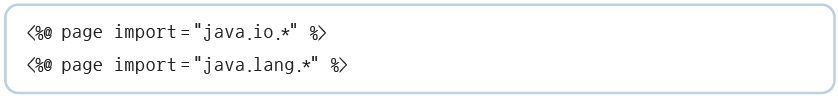 <%@ page import="java.io.*" %>
<%@ page import="java.lang.*" %>